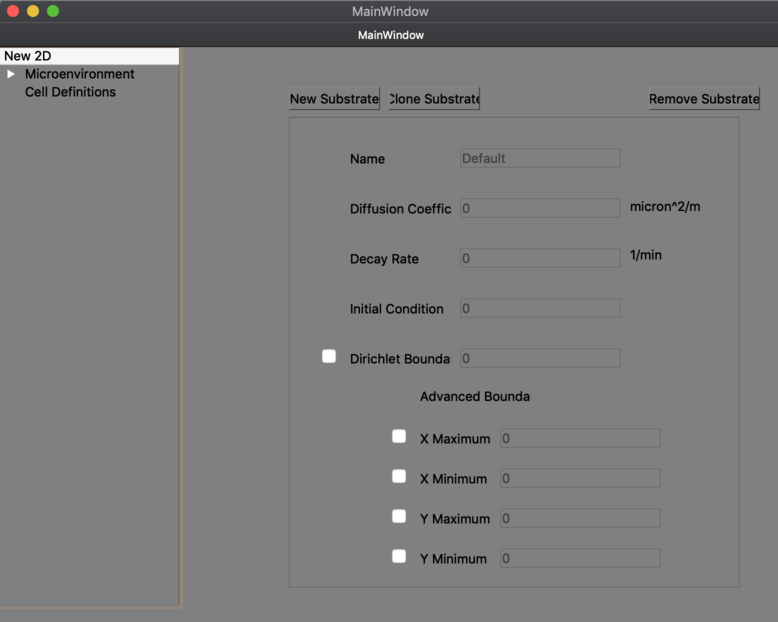 MainWindow
MainWindow
New 2D
Microenvironment
Cell Definitions
New Substrate Clone Substrate Remove Substrate
Name Default
Diffusion Coeffic 0 micron^2/m
Decay Rate 0 1/min
Initial Condition 0
Dirichlet Bounda 0
Advanced Bounda
X Maximum 0
X Minimum 0
Y Maximum 0
Y Minimum 0